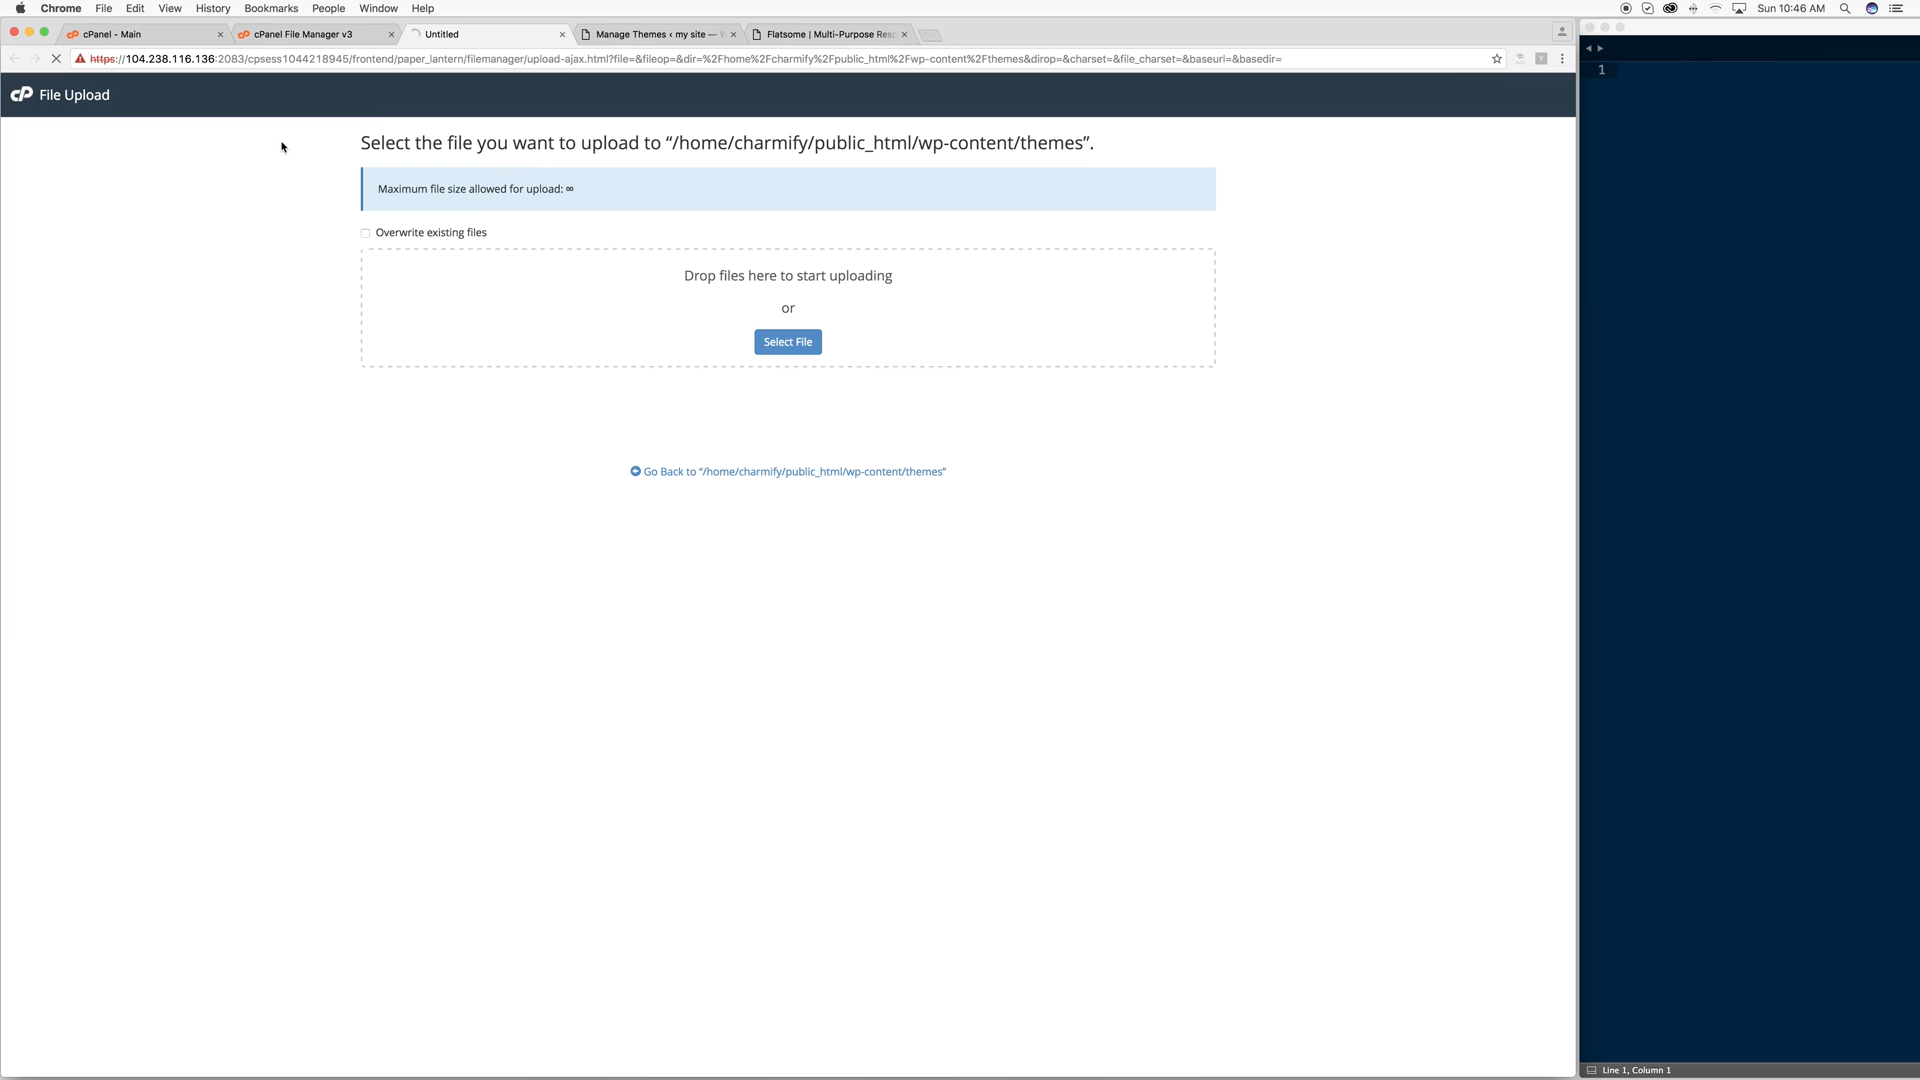 Chrome File Edit View History Bookmarks People Window Help Sun 10:46 AM
cPanel - Main cPanel File Manager v3 Untitled Manage Themes ‹ my site — Flatsome | Multi-Purpose Resp
https://104.238.116.136:2083/cpsess1044218945/frontend/paper_lantern/filemanager/upload-ajax.html?file=&fileop=&dir=%2Fhome%2Fcharmify%2Fpublic_html%2Fwp-content%2Fthemes&dirop=&charset=&file_charset=&baseurl=&basedir=
1
cP File Upload
Select the file you want to upload to “/home/charmify/public_html/wp-content/themes”.
Maximum file size allowed for upload: ∞
Overwrite existing files
Drop files here to start uploading
or
Select File
Go Back to “/home/charmify/public_html/wp-content/themes”
Line 1, Column 1